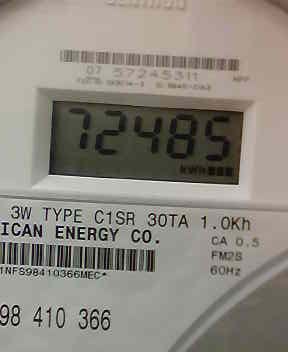 07 57245311
72485
kWh
3W TYPE C1SR 30TA 1.0Kh
ICAN ENERGY CO.
CA 0.5
FM2S
60Hz
1NFS98410366MEC*
98 410 366